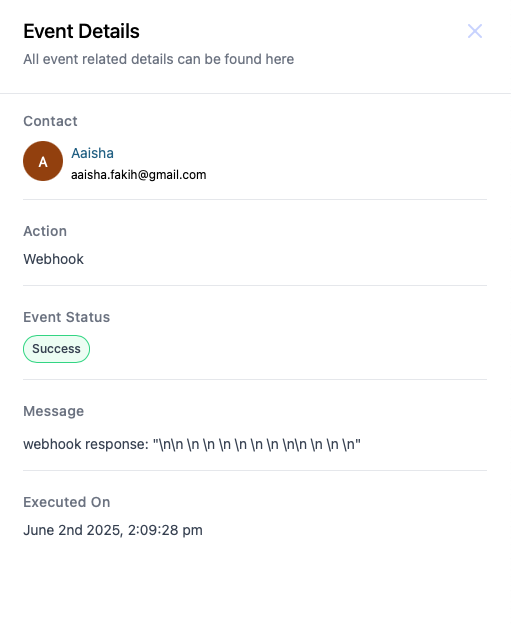 Event Details
All event related details can be found here
Contact
A
Aaisha
aaisha.fakih@gmail.com
Action
Webhook
Event Status
Success
Message
webhook response: "\n\n \n \n \n \n \n \n \n\n \n \n \n"
Executed On
June 2nd 2025, 2:09:28 pm